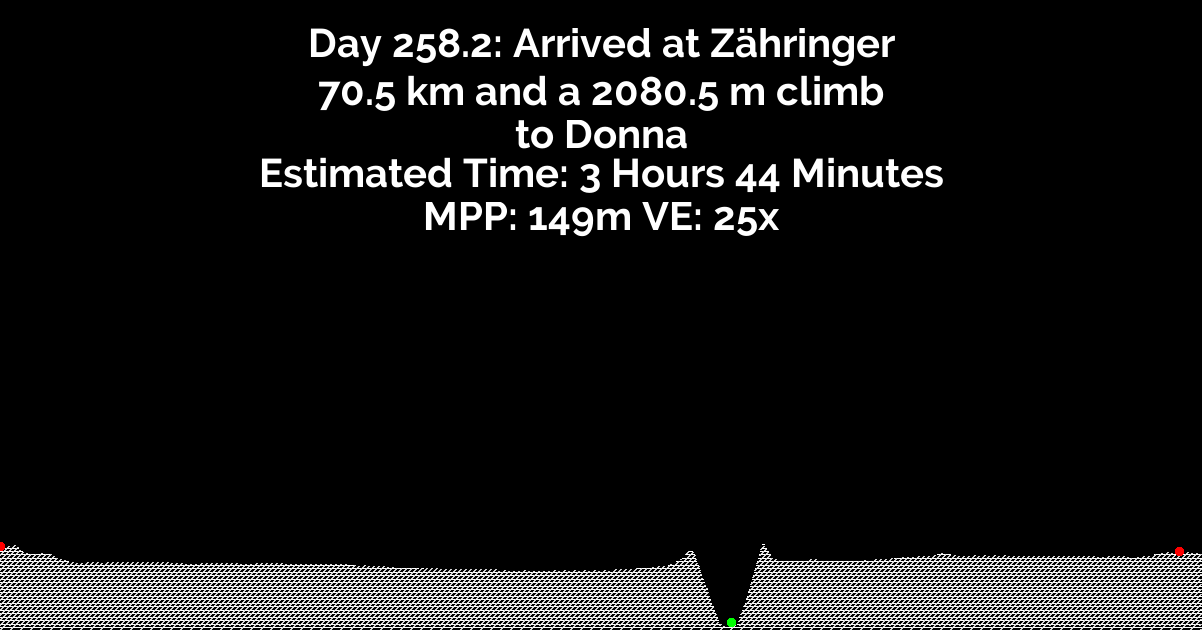 Day 258.2: Arrived at Zähringer
70.5 km and a 2080.5 m climb
to Donna
Estimated Time: 3 Hours 44 Minutes
MPP: 149m VE: 25x